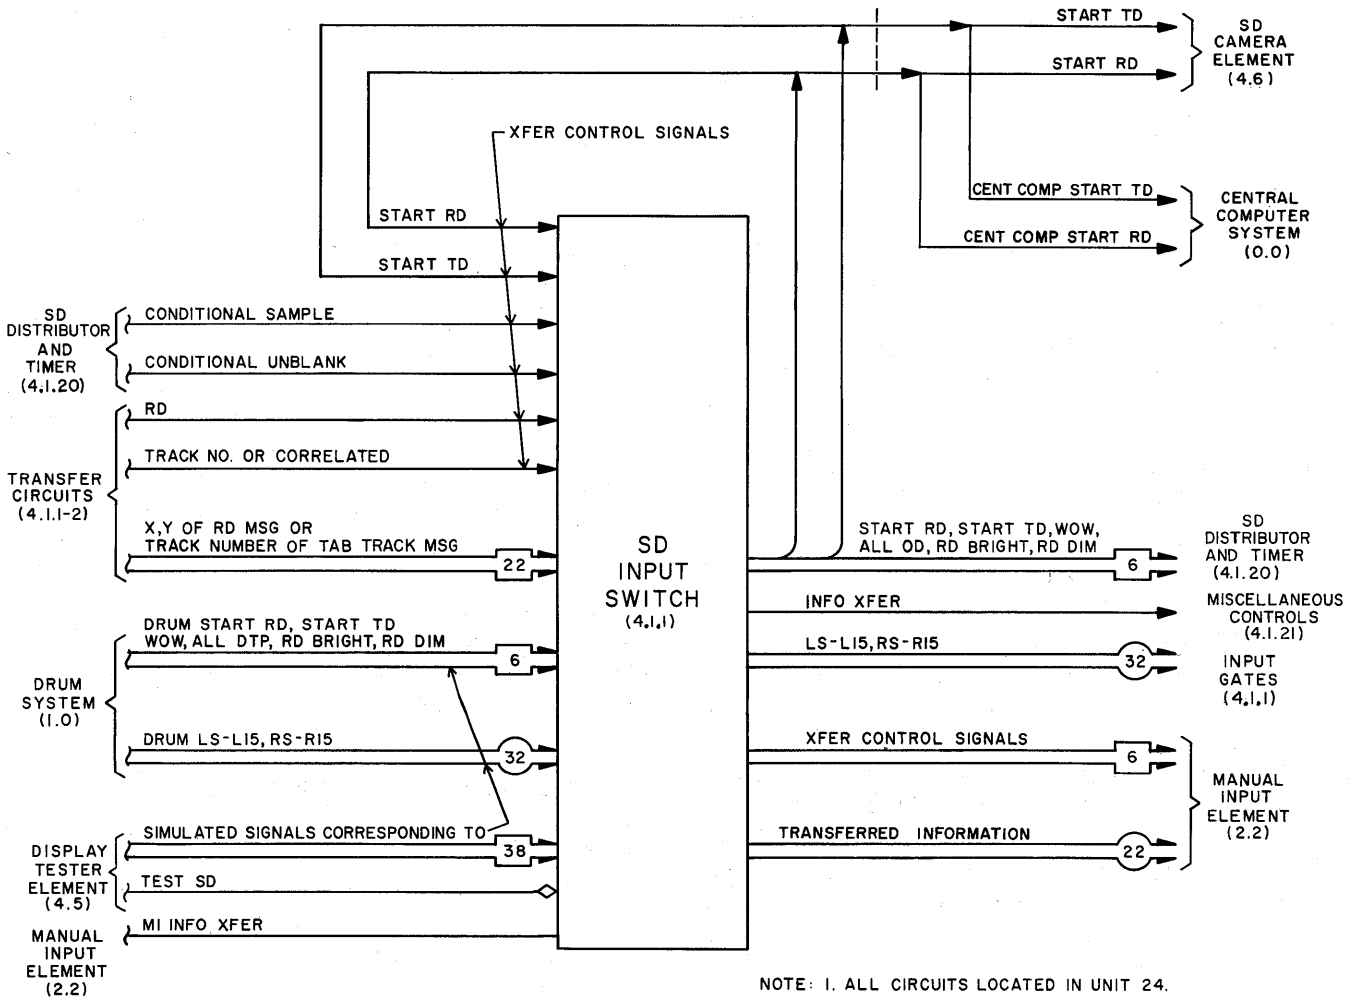 START TD
SD
CAMERA
ELEMENT
(4.6)
START RD
XFER CONTROL SIGNALS
CENT COMP START TD
CENTRAL
COMPUTER
SYSTEM
(0.0)
CENT COMP START RD
START RD
START TD
SD
DISTRIBUTOR
AND
TIMER
(4.1.20)
CONDITIONAL SAMPLE
CONDITIONAL UNBLANK
TRANSFER
CIRCUITS
(4.1.1-2)
RD
TRACK NO. OR CORRELATED
X,Y OF RD MSG OR
TRACK NUMBER OF TAB TRACK MSG
22
DRUM
SYSTEM
(1.0)
DRUM START RD, START TD
WOW, ALL DTP, RD BRIGHT, RD DIM
6
DRUM LS-L15, RS-R15
32
DISPLAY
TESTER
ELEMENT
(4.5)
SIMULATED SIGNALS CORRESPONDING TO
38
TEST SD
MANUAL
INPUT
ELEMENT
(2.2)
MI INFO XFER
SD
INPUT
SWITCH
(4.1.1)
START RD, START TD, WOW,
ALL OD, RD BRIGHT, RD DIM
6
SD
DISTRIBUTOR
AND TIMER
(4.1.20)
INFO XFER
MISCELLANEOUS
CONTROLS
(4.1.21)
LS-L15, RS-R15
32
INPUT
GATES
(4.1.1)
XFER CONTROL SIGNALS
6
MANUAL
INPUT
ELEMENT
(2.2)
TRANSFERRED INFORMATION
22
NOTE: 1. ALL CIRCUITS LOCATED IN UNIT 24.